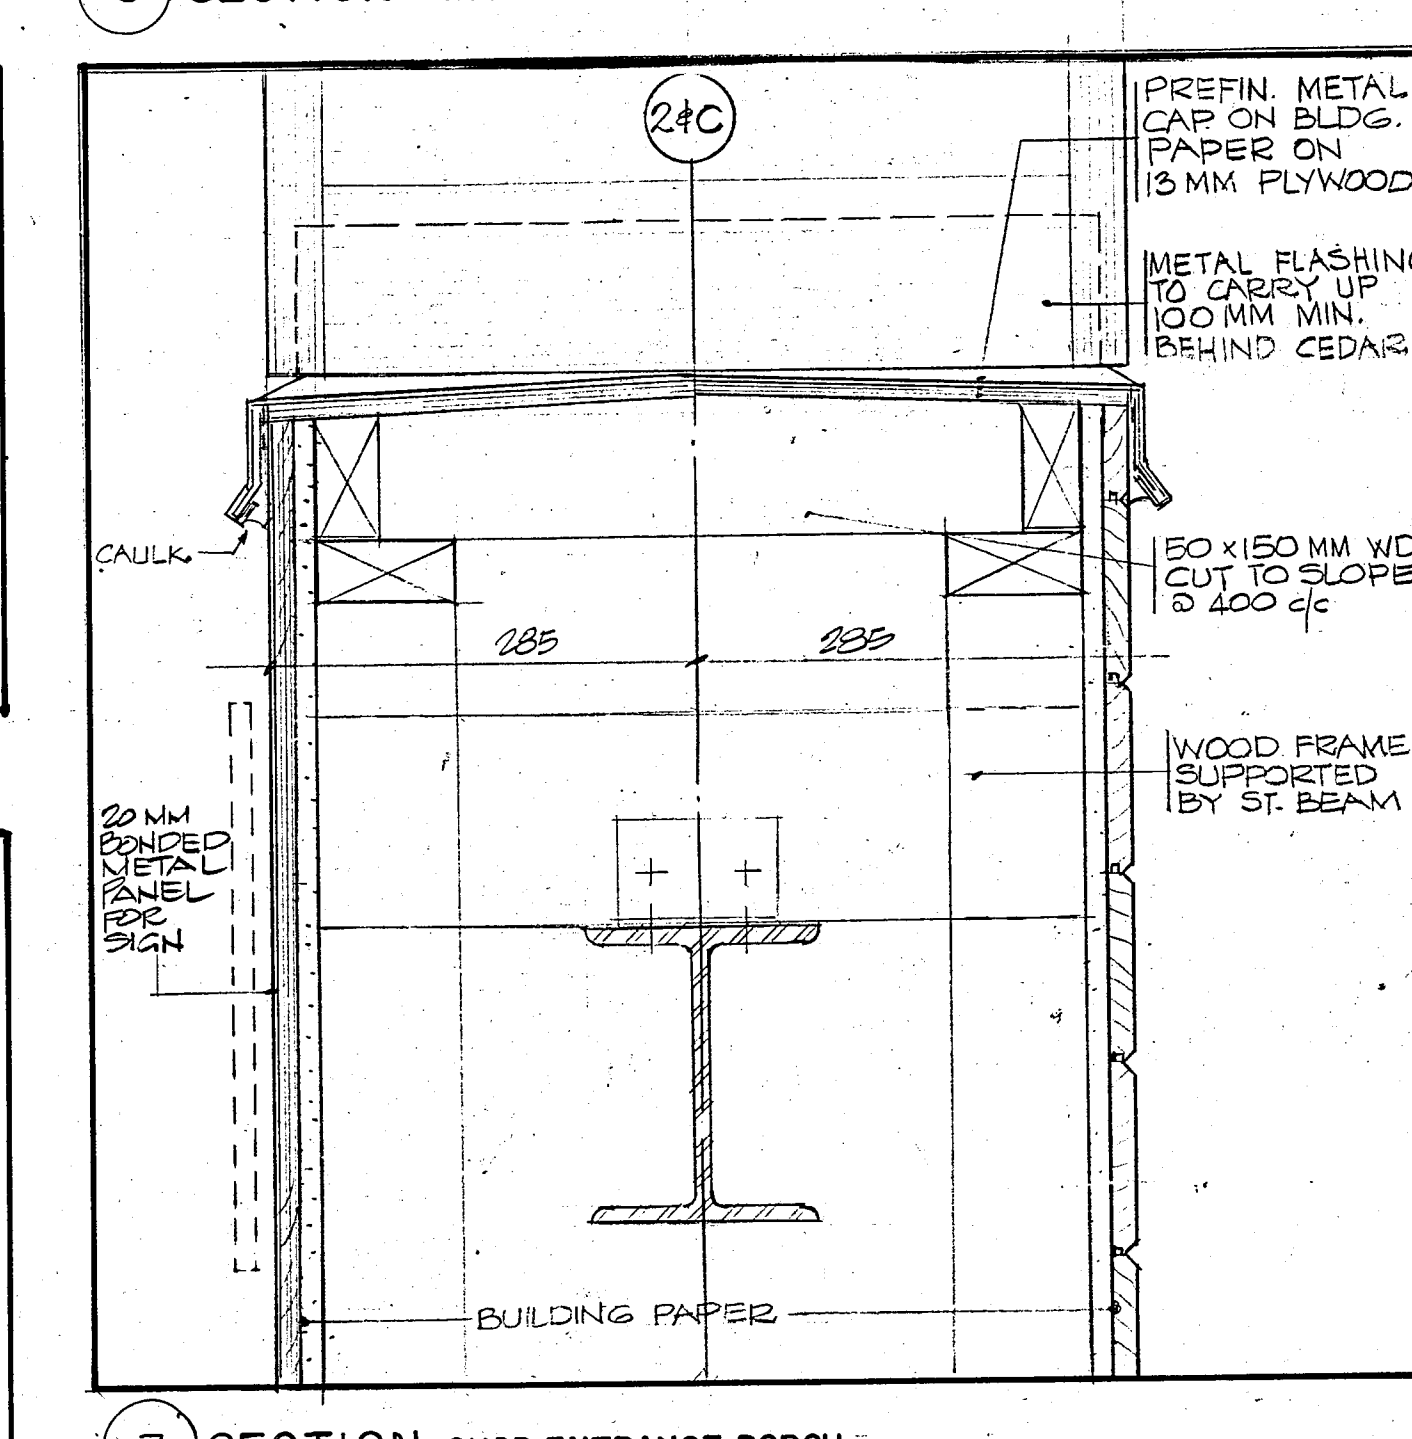 2&C
PREFIN. METAL
CAP. ON BLDG.
PAPER ON
13 MM PLYWOOD
METAL FLASHING
TO CARRY UP
100 MM MIN.
BEHIND CEDAR
CAULK.
50 x 150 MM WD
CUT TO SLOPE
@ 400 c/c
285
285
WOOD FRAME
SUPPORTED
BY ST. BEAM
20 MM
BONDED
METAL
PANEL
FOR
SIGN
BUILDING PAPER
SECTION